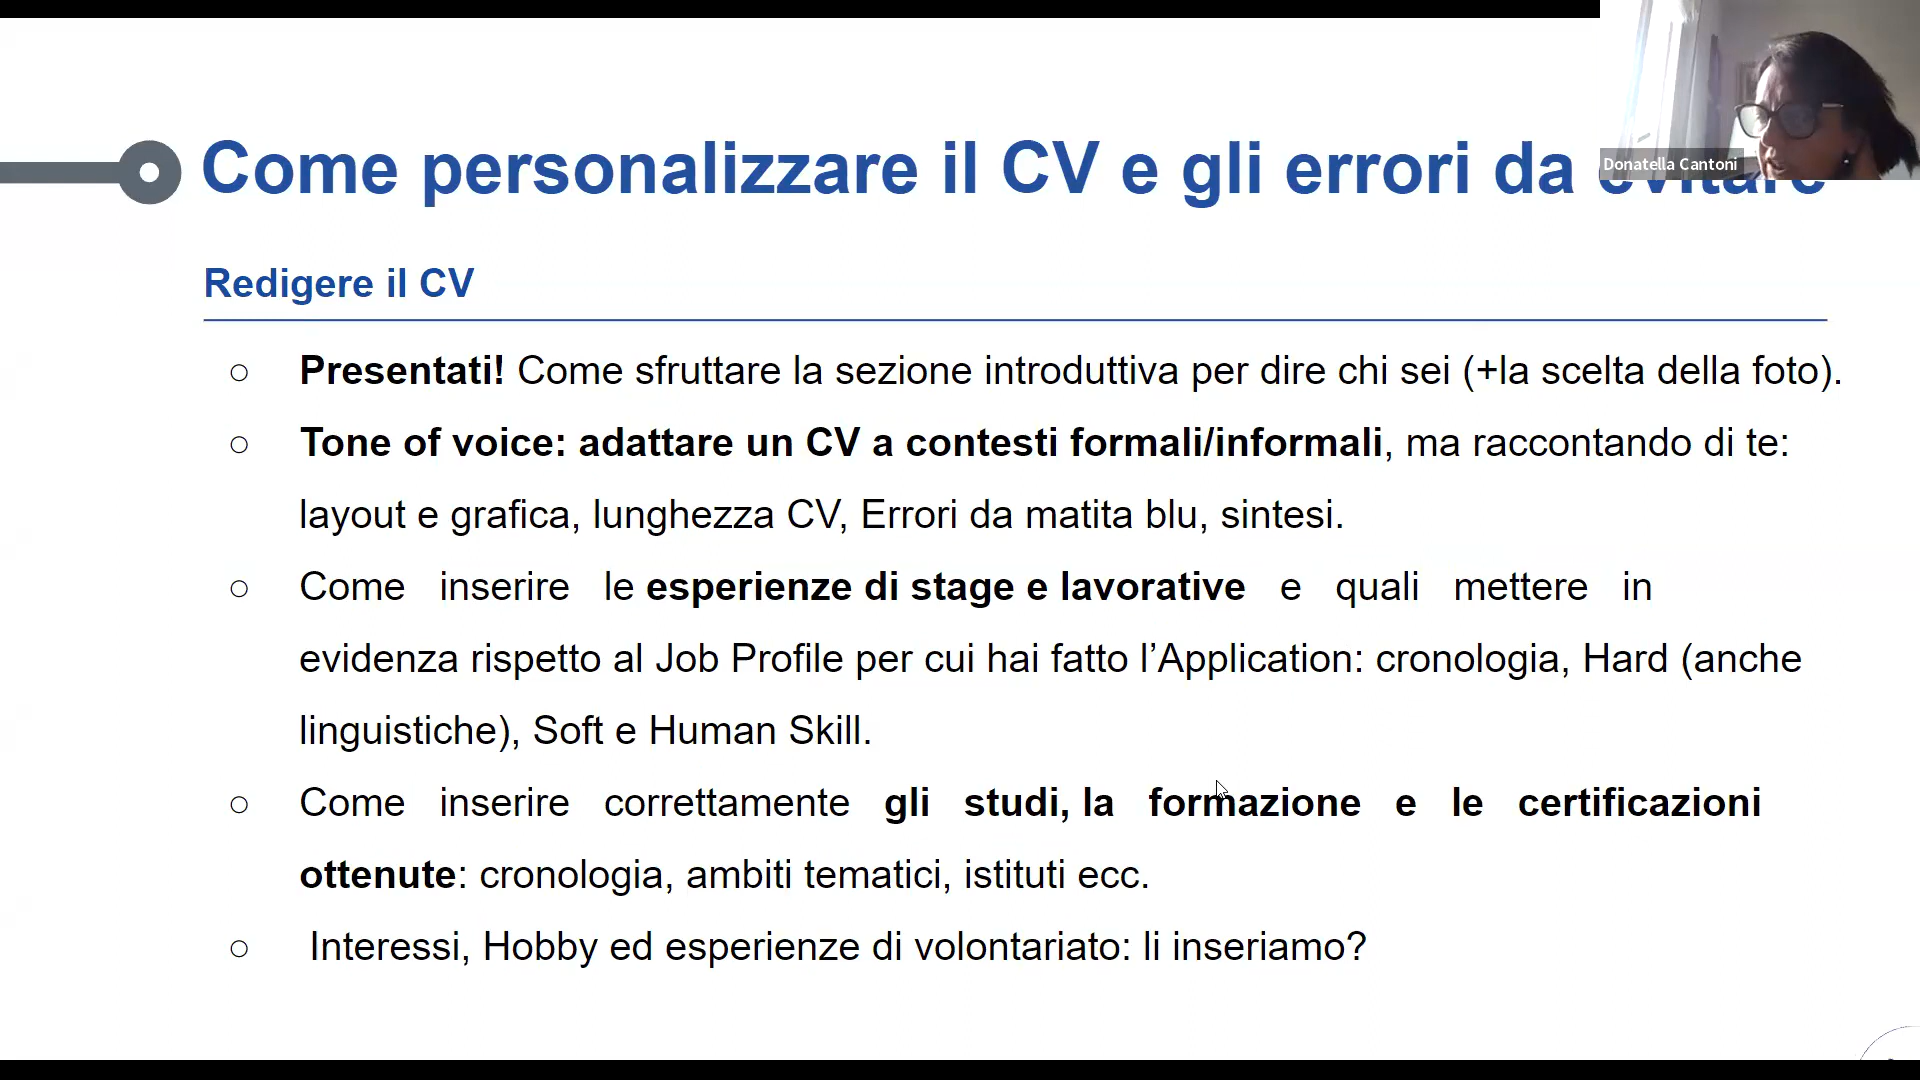 Come personalizzare il CV e gli errori da evitare
Donatella Cantoni
Redigere il CV
○ Presentati! Come sfruttare la sezione introduttiva per dire chi sei (+la scelta della foto).
○ Tone of voice: adattare un CV a contesti formali/informali, ma raccontando di te:
layout e grafica, lunghezza CV, Errori da matita blu, sintesi.
○ Come inserire le esperienze di stage e lavorative e quali mettere in
evidenza rispetto al Job Profile per cui hai fatto l’Application: cronologia, Hard (anche
linguistiche), Soft e Human Skill.
○ Come inserire correttamente gli studi, la formazione e le certificazioni
ottenute: cronologia, ambiti tematici, istituti ecc.
○ Interessi, Hobby ed esperienze di volontariato: li inseriamo?